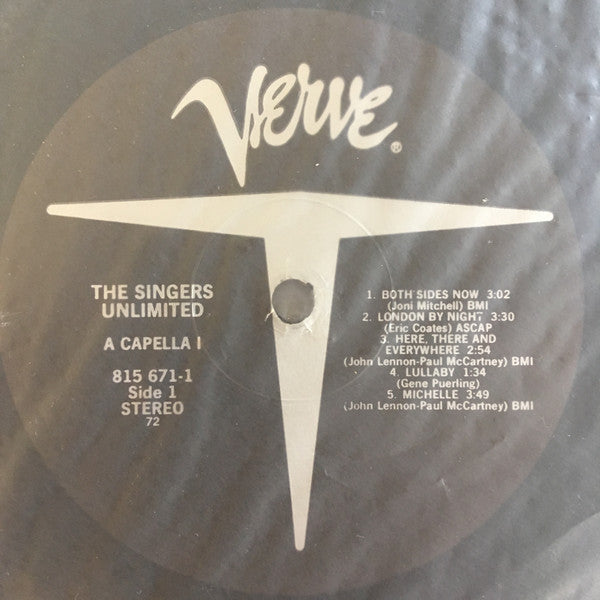 Verve®
THE SINGERS
UNLIMITED
A CAPELLA I
815 671-1
Side 1
STEREO
72
1. BOTH SIDES NOW 3:02
(Joni Mitchell) BMI
2. LONDON BY NIGHT 3:30
(Eric Coates) ASCAP
3. HERE, THERE AND
EVERYWHERE 2:54
(John Lennon-Paul McCartney) BMI
4. LULLABY 1:34
(Gene Puerling)
5. MICHELLE 3:49
(John Lennon-Paul McCartney) BMI